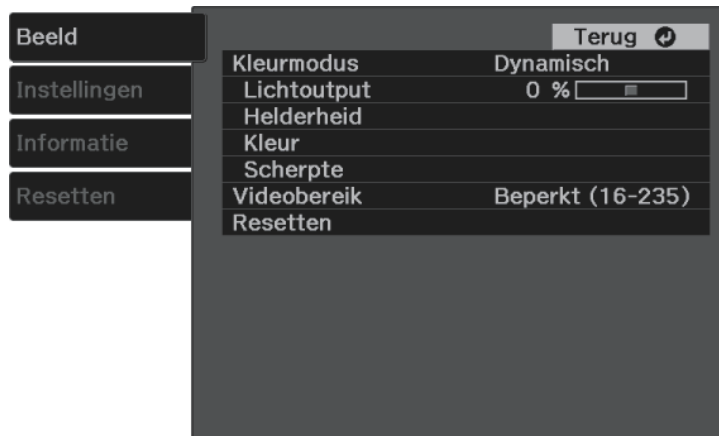 Beeld
Instellingen
Informatie
Resetten
Terug
Kleurmodus Dynamisch
Lichtoutput 0 %
Helderheid
Kleur
Scherpte
Videobereik Beperkt (16-235)
Resetten